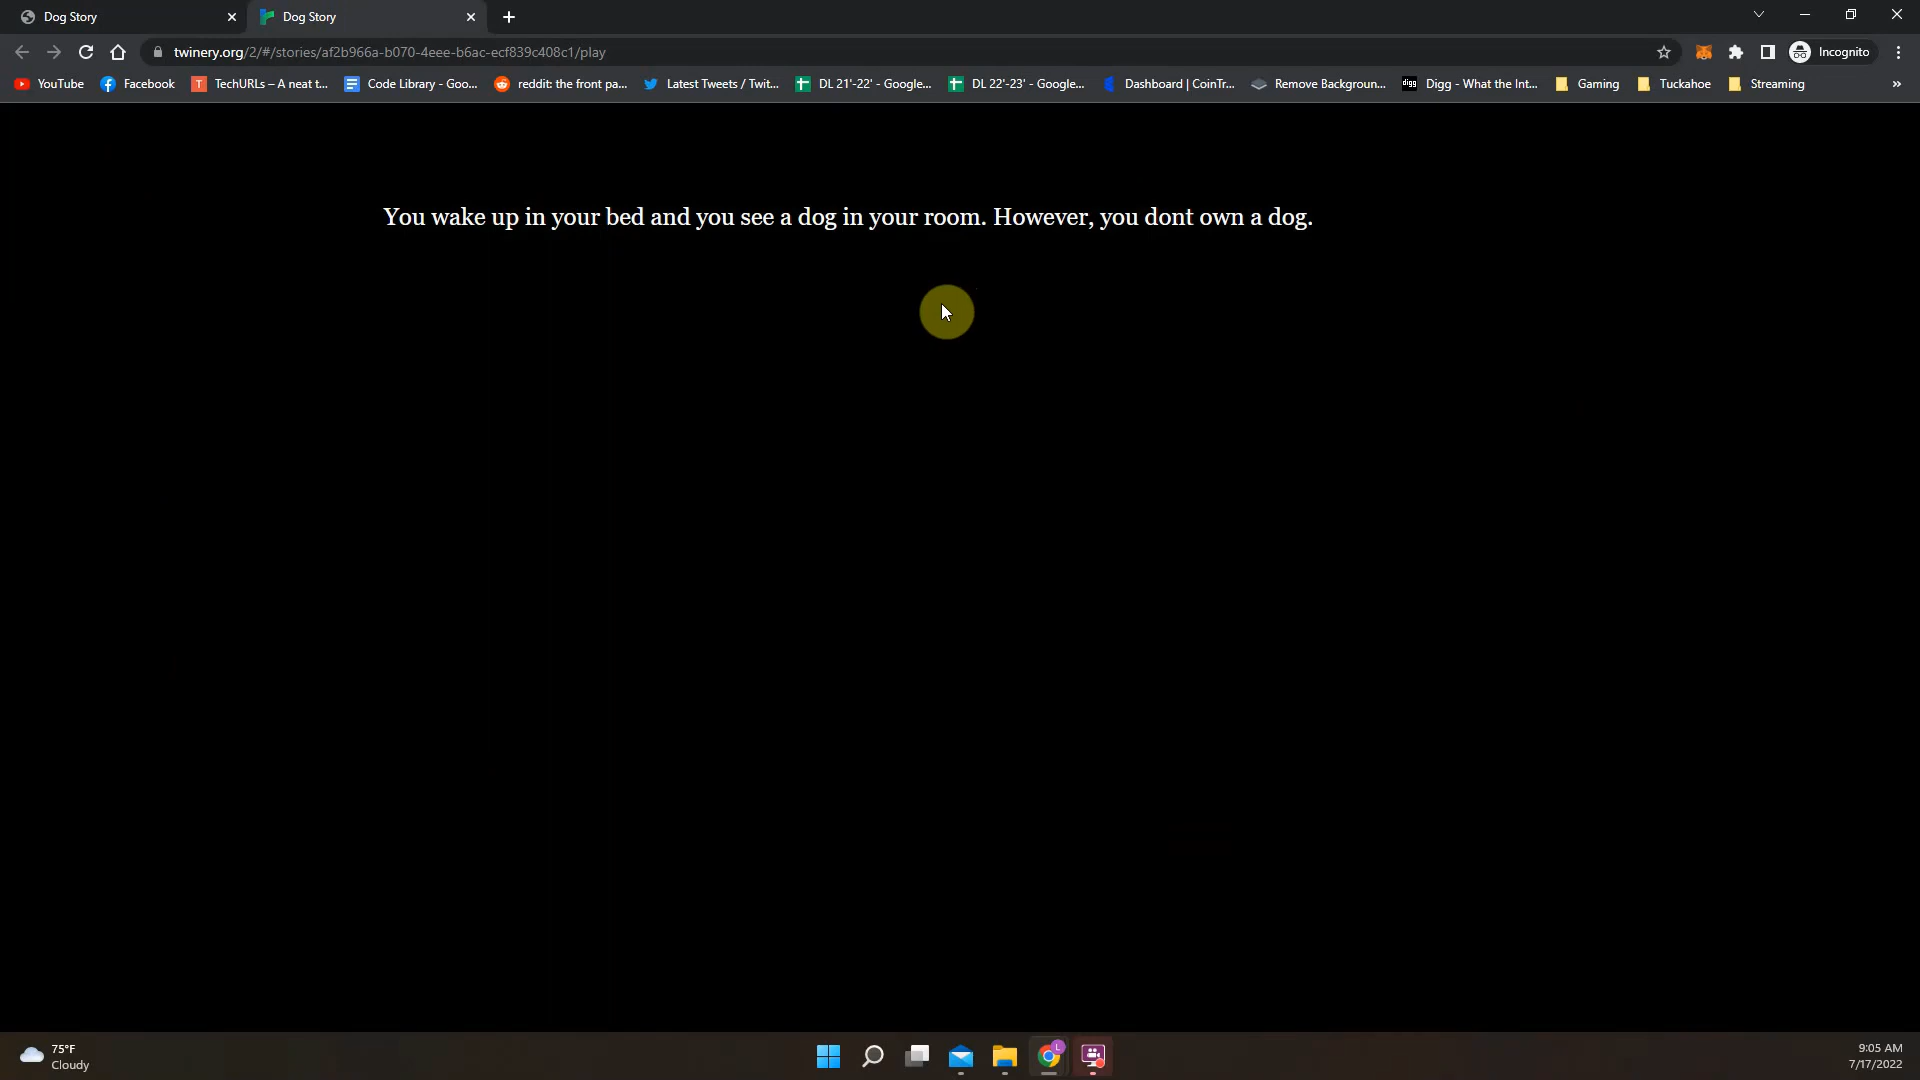 Dog Story
Dog Story
twinery.org/2/#/stories/af2b966a-b070-4eee-b6ac-ecf839c408c1/play
Incognito
YouTube
Facebook
TechURLs – A neat t...
Code Library - Goo...
reddit: the front pa...
Latest Tweets / Twit...
DL 21'-22' - Google...
DL 22'-23' - Google...
Dashboard | CoinTr...
Remove Backgroun...
digg
Digg - What the Int...
Gaming
Tuckahoe
Streaming
»
You wake up in your bed and you see a dog in your room. However, you dont own a dog.
75°F
Cloudy
L
9:05 AM
7/17/2022